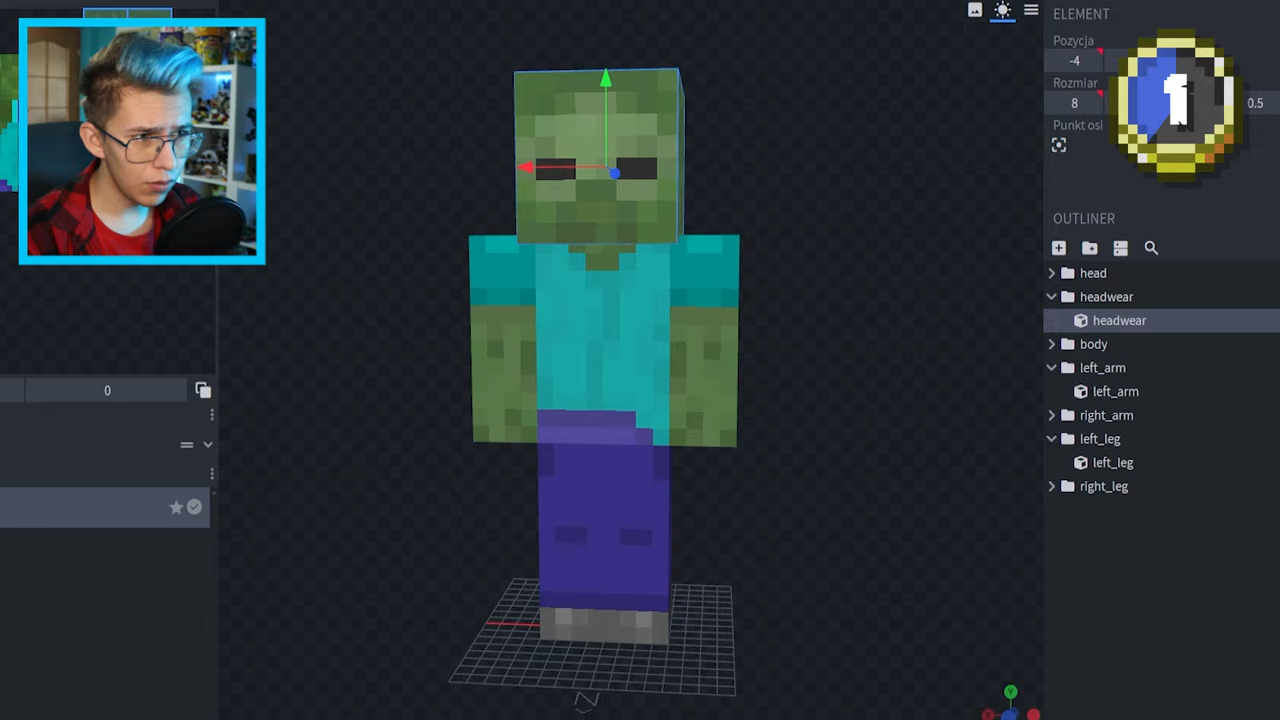 ELEMENT
Pozycja
-4
Rozmiar
8
0.5
Punkt osi
1
OUTLINER
head
headwear
headwear
body
left_arm
left_arm
right_arm
left_leg
left_leg
right_leg
0
N
Y
X